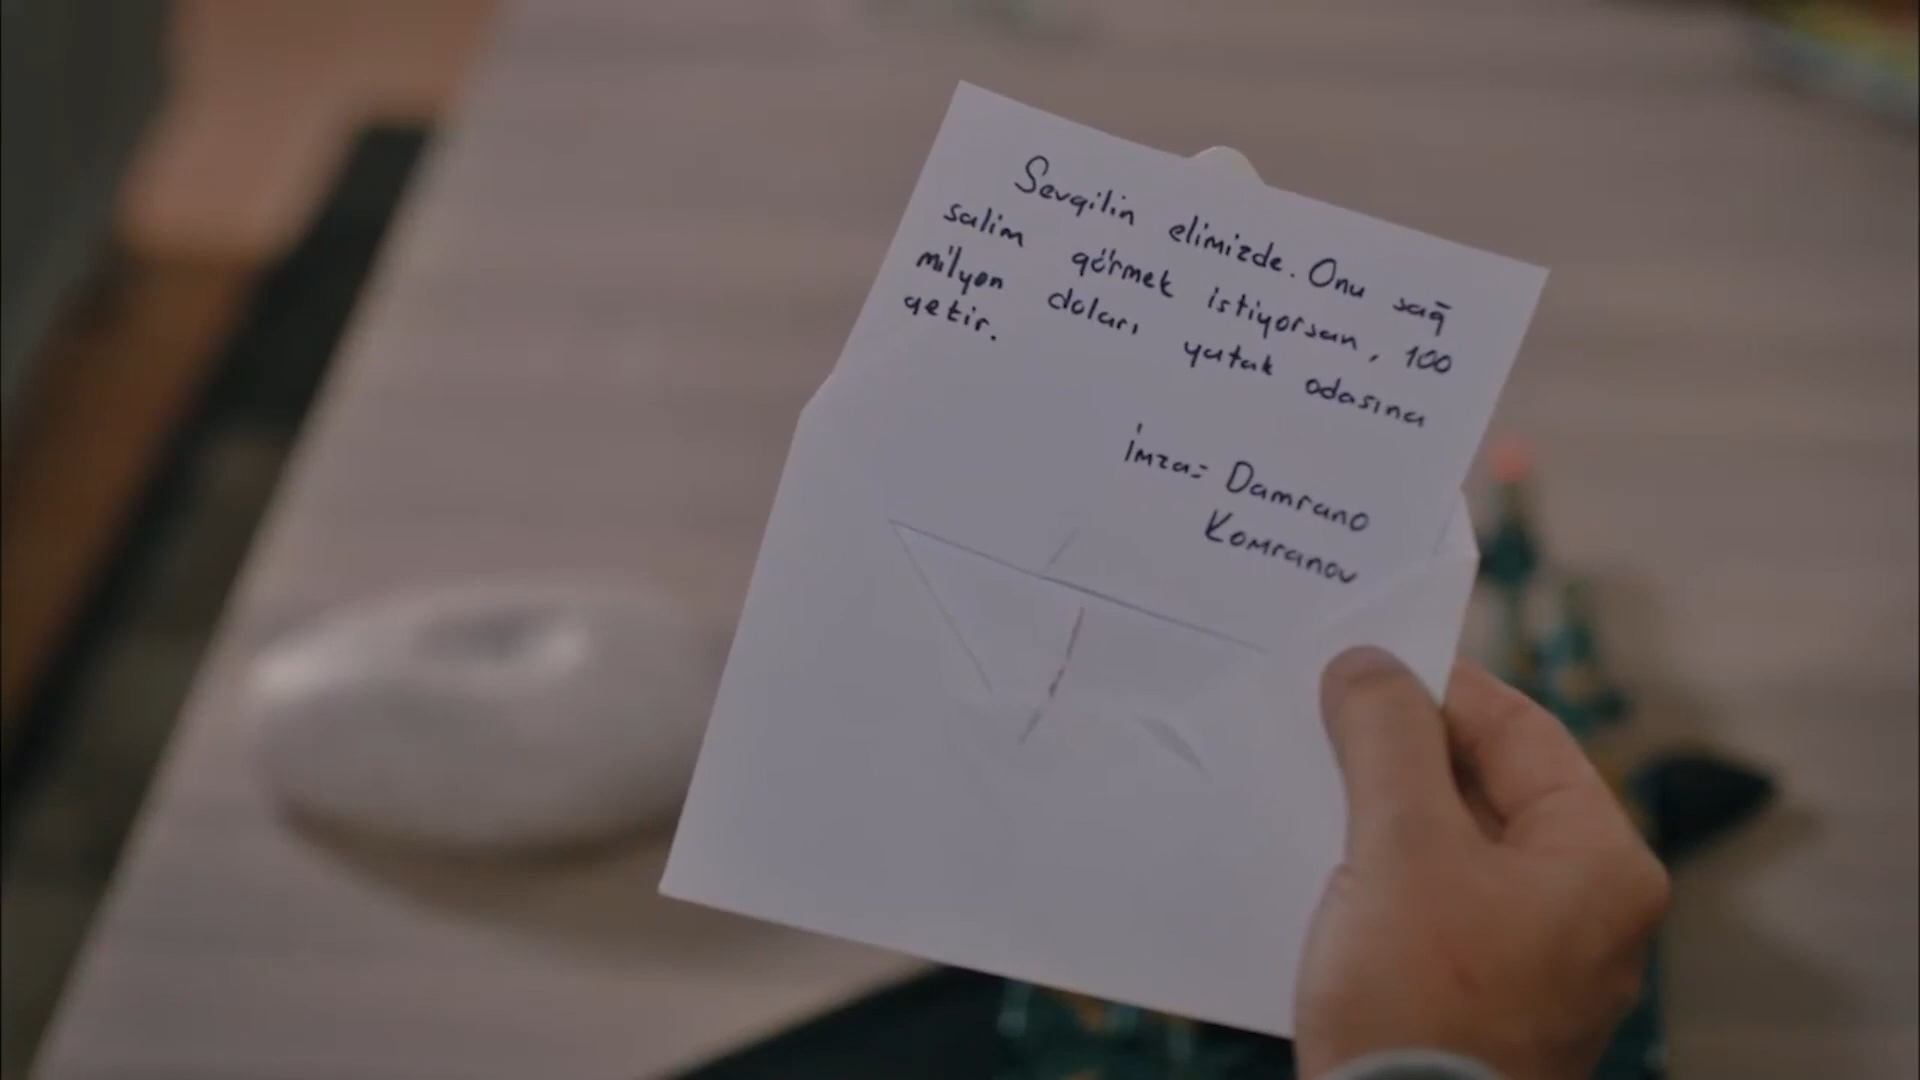 Sevgilin elimizde. Onu sağ
salim görmek istiyorsan, 100
milyon doları yatak odasına
getir.
İmza= Damrano
Komranov